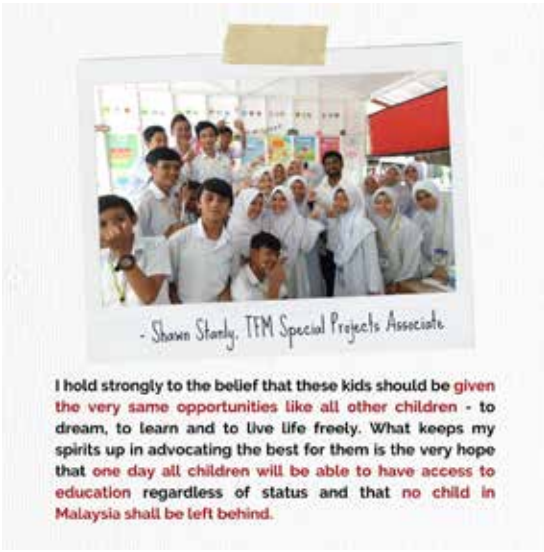 - Shawn Stanly, TFM Special Projects Associate
I hold strongly to the belief that these kids should be given
the very same opportunities like all other children - to
dream, to learn and to live life freely. What keeps my
spirits up in advocating the best for them is the very hope
that one day all children will be able to have access to
education regardless of status and that no child in
Malaysia shall be left behind.